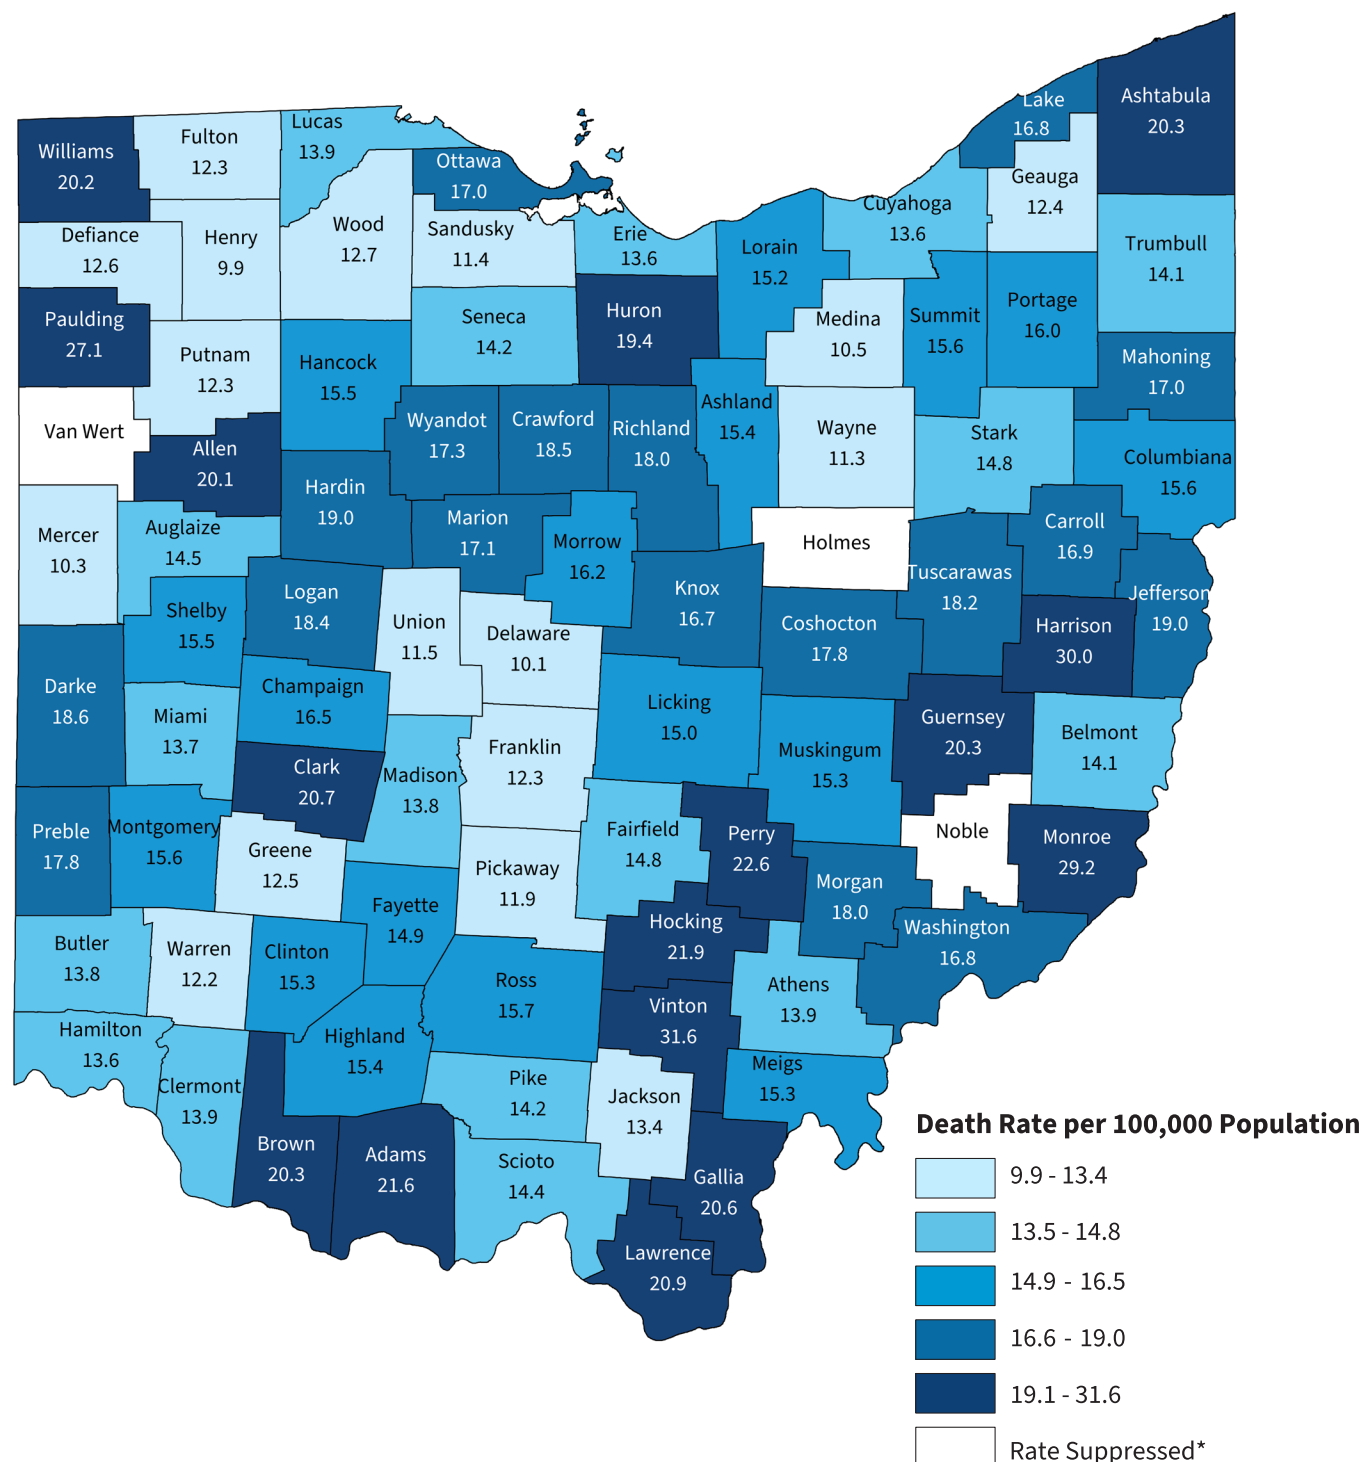 Lake
16.8
Ashtabula
20.3
Williams
20.2
Fulton
12.3
Lucas
13.9
Ottawa
17.0
Geauga
12.4
Defiance
12.6
Henry
9.9
Wood
12.7
Sandusky
11.4
Erie
13.6
Lorain
15.2
Cuyahoga
13.6
Trumbull
14.1
Paulding
27.1
Putnam
12.3
Hancock
15.5
Seneca
14.2
Huron
19.4
Medina
10.5
Summit
15.6
Portage
16.0
Mahoning
17.0
Van Wert
Allen
20.1
Wyandot
17.3
Crawford
18.5
Richland
18.0
Ashland
15.4
Wayne
11.3
Stark
14.8
Columbiana
15.6
Mercer
10.3
Auglaize
14.5
Hardin
19.0
Marion
17.1
Morrow
16.2
Holmes
Carroll
16.9
Shelby
15.5
Logan
18.4
Union
11.5
Delaware
10.1
Knox
16.7
Coshocton
17.8
Tuscarawas
18.2
Harrison
30.0
Jefferson
19.0
Darke
18.6
Miami
13.7
Champaign
16.5
Licking
15.0
Muskingum
15.3
Guernsey
20.3
Belmont
14.1
Clark
20.7
Madison
13.8
Franklin
12.3
Preble
17.8
Montgomery
15.6
Greene
12.5
Pickaway
11.9
Fairfield
14.8
Perry
22.6
Morgan
18.0
Noble
Monroe
29.2
Butler
13.8
Warren
12.2
Clinton
15.3
Fayette
14.9
Ross
15.7
Hocking
21.9
Athens
13.9
Washington
16.8
Hamilton
13.6
Clermont
13.9
Highland
15.4
Pike
14.2
Vinton
31.6
Jackson
13.4
Meigs
15.3
Brown
20.3
Adams
21.6
Scioto
14.4
Gallia
20.6
Lawrence
20.9
Death Rate per 100,000 Population
9.9 - 13.4
13.5 - 14.8
14.9 - 16.5
16.6 - 19.0
19.1 - 31.6
Rate Suppressed*